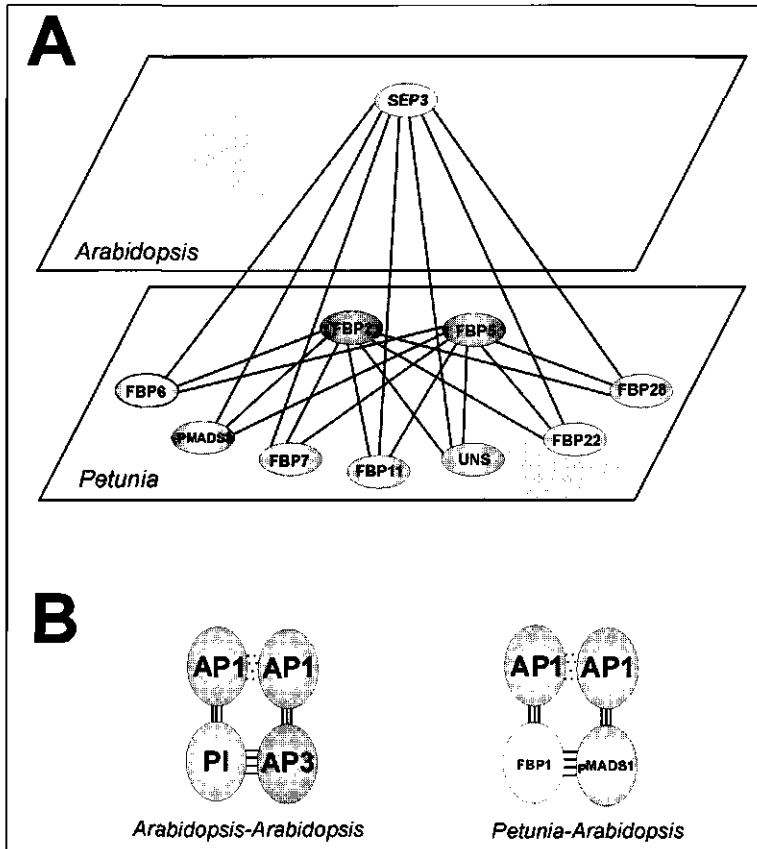 A
SEP3
Arabidopsis
FBP2
FBP5
FBP6
FBP28
PMADS3
FBP22
FBP7
FBP11
UNS
Petunia
B
AP1 AP1
AP1 AP1
PI AP3
FBP1 pMADS1
Arabidopsis-Arabidopsis
Petunia-Arabidopsis